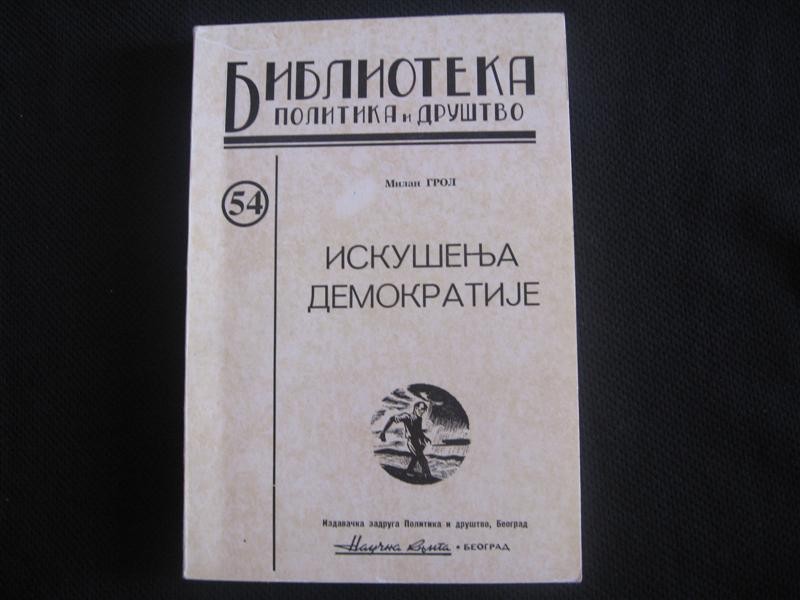 БИБЛИОТЕКА
ПОЛИТИКА и ДРУШТВО
54
Милан ГРОЛ
ИСКУШЕЊА
ДЕМОКРАТИЈЕ
Издавачка задруга Политика и друштво, Београд
Научна књига • БЕОГРАД